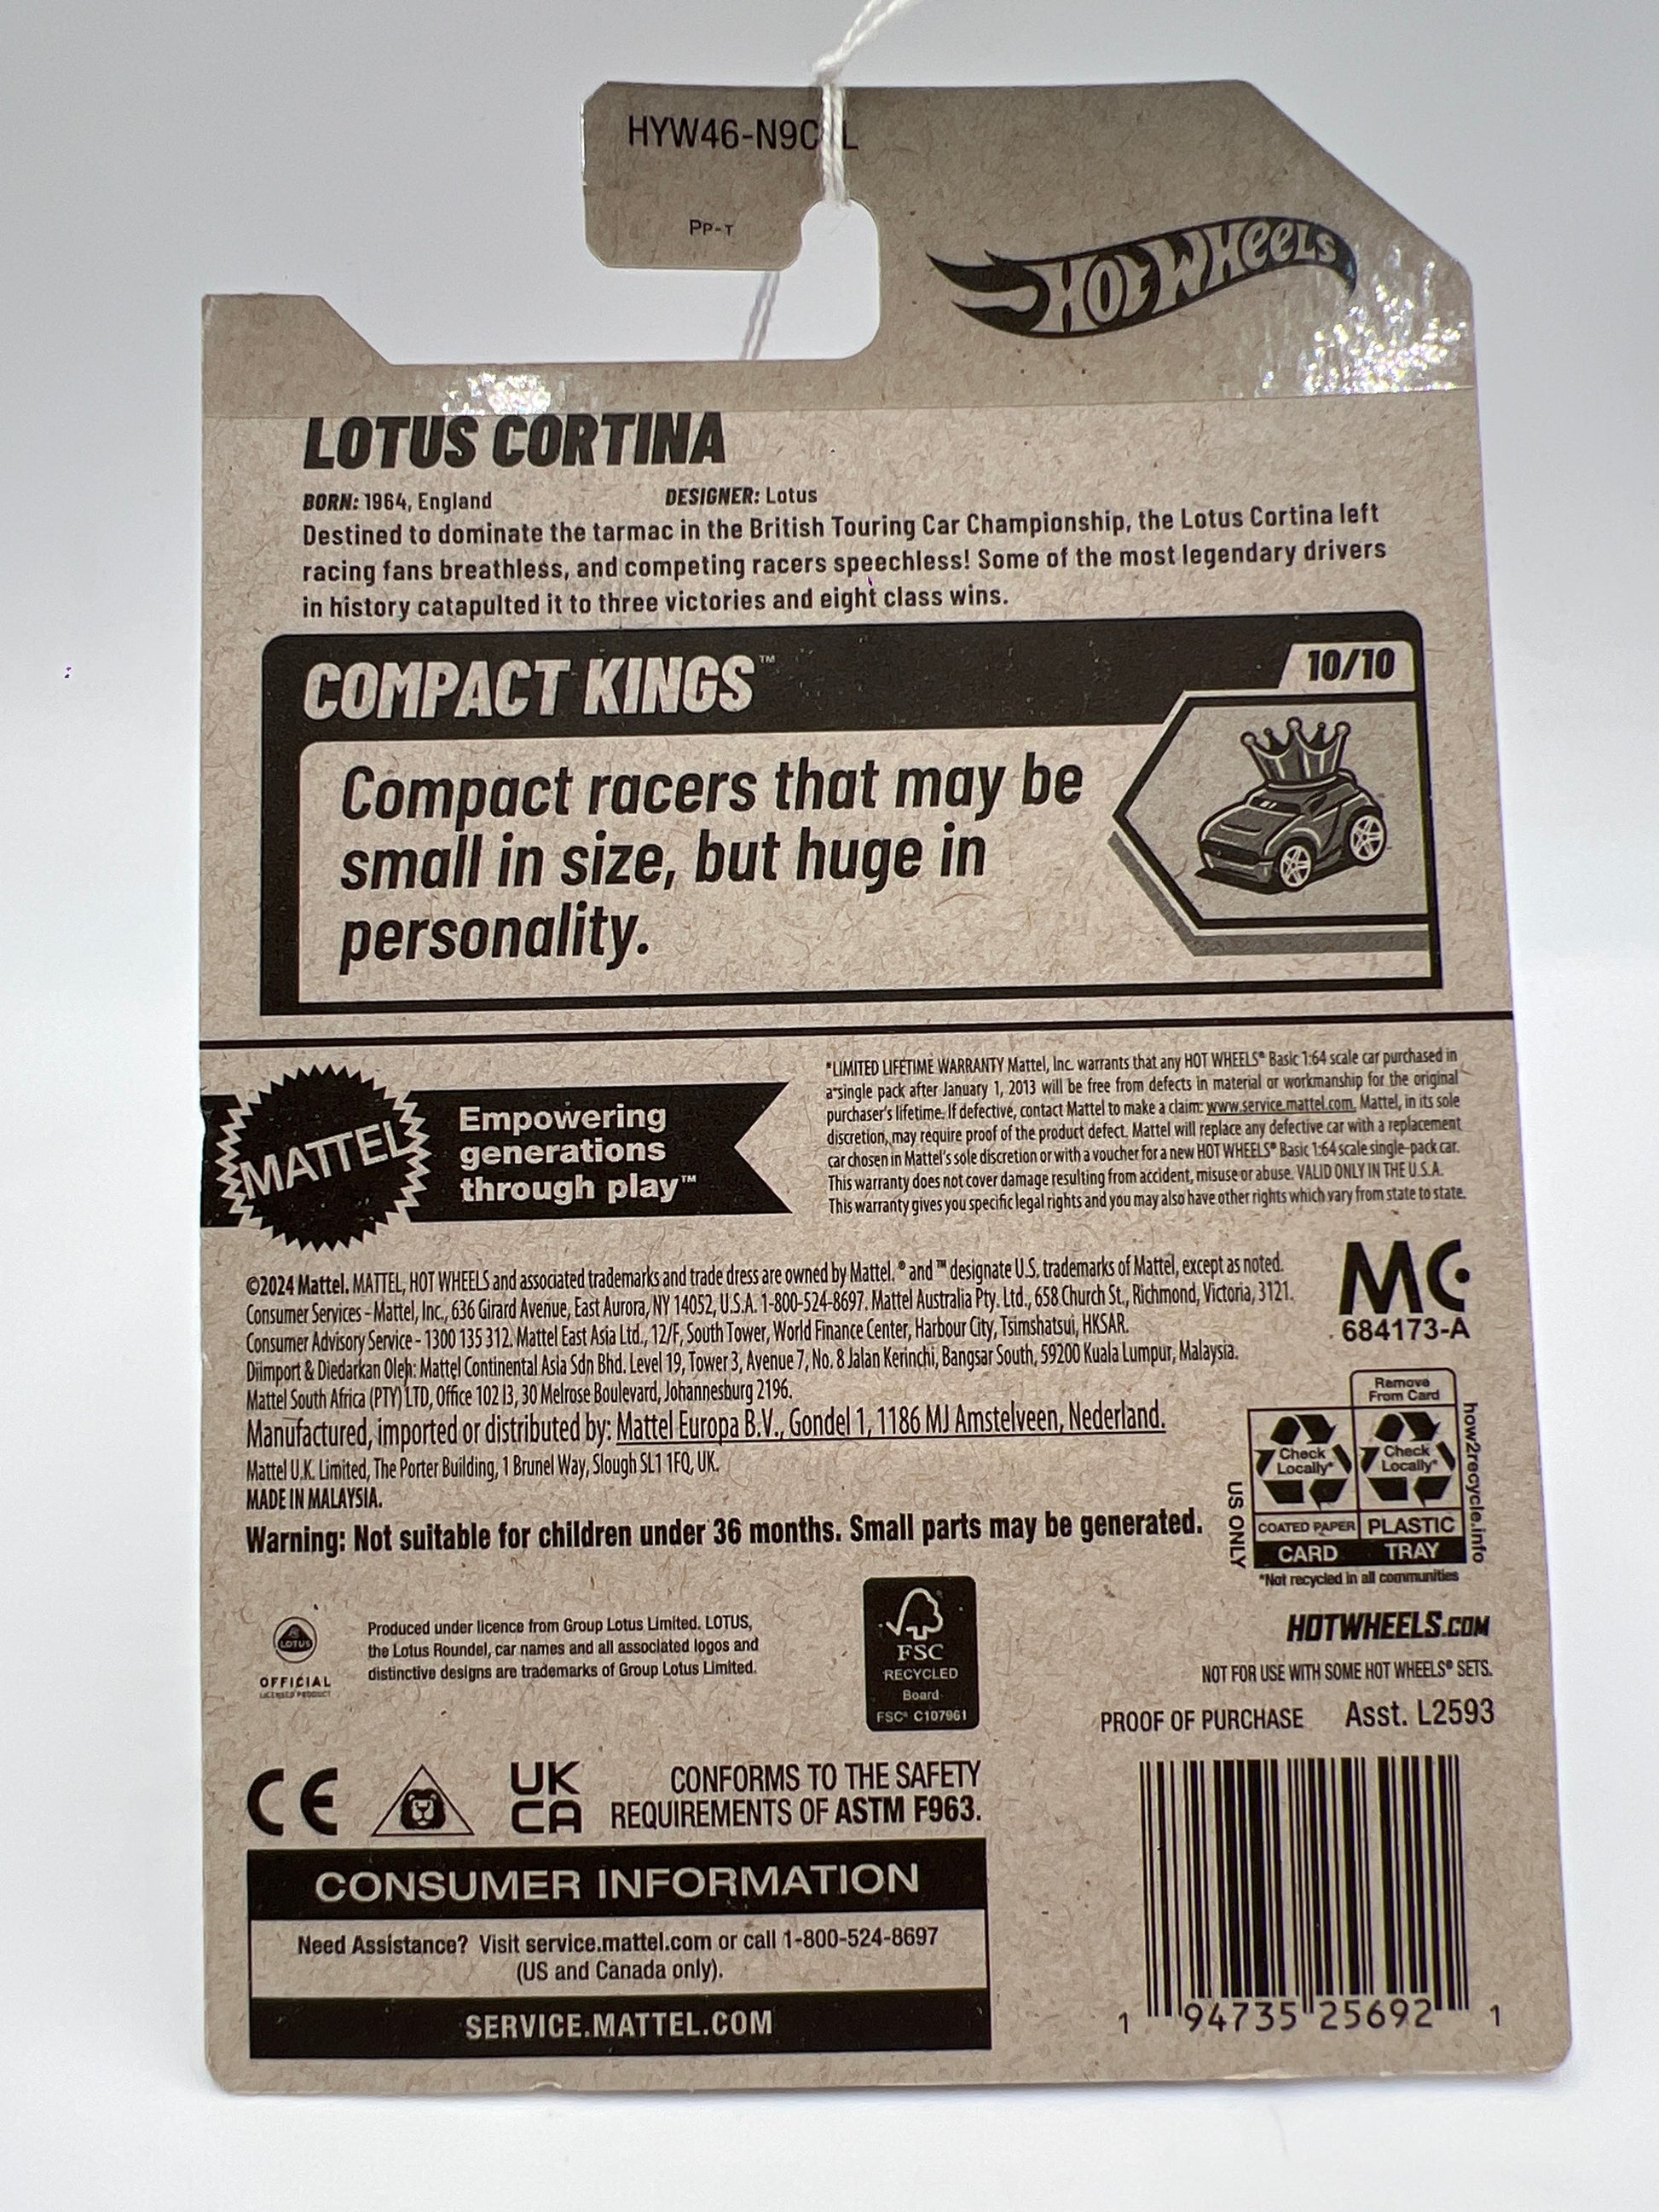 HYW46-N9C L
PP-T
HOT WHEELS
LOTUS CORTINA
BORN: 1964, England DESIGNER: Lotus
Destined to dominate the tarmac in the British Touring Car Championship, the Lotus Cortina left
racing fans breathless, and competing racers speechless! Some of the most legendary drivers
in history catapulted it to three victories and eight class wins.
COMPACT KINGS™ 10/10
Compact racers that may be
small in size, but huge in
personality.
MATTEL
Empowering
generations
through play™
*LIMITED LIFETIME WARRANTY Mattel, Inc. warrants that any HOT WHEELS® Basic 1:64 scale car purchased in
a single pack after January 1, 2013 will be free from defects in material or workmanship for the original
purchaser's lifetime. If defective, contact Mattel to make a claim: www.service.mattel.com. Mattel, in its sole
discretion, may require proof of the product defect. Mattel will replace any defective car with a replacement
car chosen in Mattel's sole discretion or with a voucher for a new HOT WHEELS® Basic 1:64 scale single-pack car.
This warranty does not cover damage resulting from accident, misuse or abuse. VALID ONLY IN THE U.S.A.
This warranty gives you specific legal rights and you may also have other rights which vary from state to state.
©2024 Mattel. MATTEL, HOT WHEELS and associated trademarks and trade dress are owned by Mattel. ® and ™ designate U.S. trademarks of Mattel, except as noted.
Consumer Services - Mattel, Inc., 636 Girard Avenue, East Aurora, NY 14052, U.S.A. 1-800-524-8697. Mattel Australia Pty. Ltd., 658 Church St., Richmond, Victoria, 3121.
Consumer Advisory Service - 1300 135 312. Mattel East Asia Ltd., 12/F, South Tower, World Finance Center, Harbour City, Tsimshatsui, HKSAR.
Diimport & Diedarkan Oleh: Mattel Continental Asia Sdn Bhd. Level 19, Tower 3, Avenue 7, No. 8 Jalan Kerinchi, Bangsar South, 59200 Kuala Lumpur, Malaysia.
Mattel South Africa (PTY) LTD, Office 102 I3, 30 Melrose Boulevard, Johannesburg 2196.
Manufactured, imported or distributed by: Mattel Europa B.V., Gondel 1, 1186 MJ Amstelveen, Nederland.
Mattel U.K. Limited, The Porter Building, 1 Brunel Way, Slough SL1 1FQ, UK.
MADE IN MALAYSIA.
Warning: Not suitable for children under 36 months. Small parts may be generated.
MC
684173-A
Remove
From Card
Check
Locally*
Check
Locally*
COATED PAPER PLASTIC
CARD TRAY
US ONLY
how2recycle.info
*Not recycled in all communities
LOTUS
OFFICIAL
LICENSED PRODUCT
Produced under licence from Group Lotus Limited. LOTUS,
the Lotus Roundel, car names and all associated logos and
distinctive designs are trademarks of Group Lotus Limited.
FSC
RECYCLED
Board
FSC® C107961
HOTWHEELS.COM
NOT FOR USE WITH SOME HOT WHEELS® SETS.
PROOF OF PURCHASE Asst. L2593
CE
UK
CA
CONFORMS TO THE SAFETY
REQUIREMENTS OF ASTM F963.
CONSUMER INFORMATION
Need Assistance? Visit service.mattel.com or call 1-800-524-8697
(US and Canada only).
SERVICE.MATTEL.COM
1 94735 25692 1